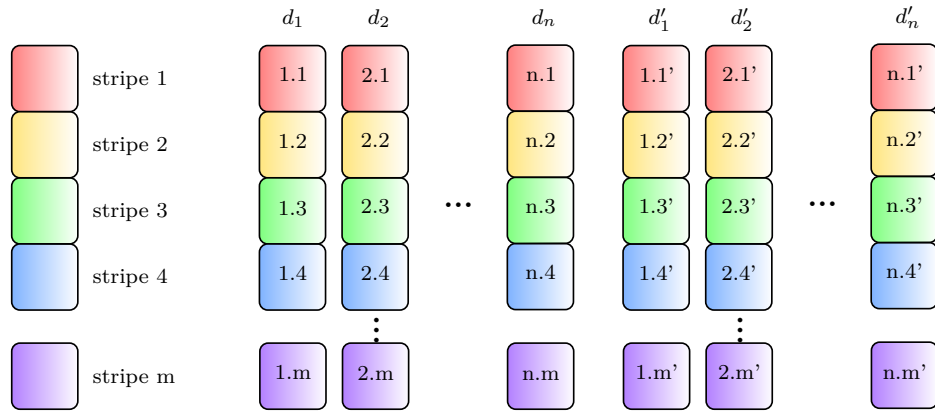 d₁ d₂ dₙ d′₁ d′₂ d′ₙ
stripe 1 1.1 2.1 n.1 1.1’ 2.1’ n.1’
stripe 2 1.2 2.2 n.2 1.2’ 2.2’ n.2’
stripe 3 1.3 2.3 ... n.3 1.3’ 2.3’ ... n.3’
stripe 4 1.4 2.4 n.4 1.4’ 2.4’ n.4’
⋮ ⋮
stripe m 1.m 2.m n.m 1.m’ 2.m’ n.m’